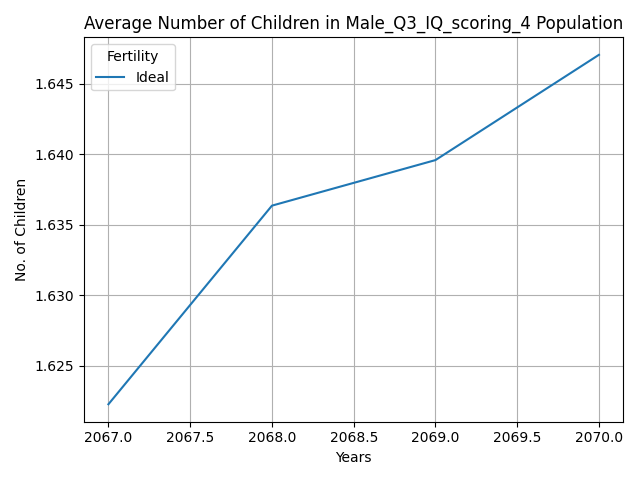 Average Number of Children in Male_Q3_IQ_scoring_4 Population
Fertility
Ideal
No. of Children
1.645
1.640
1.635
1.630
1.625
2067.0 2067.5 2068.0 2068.5 2069.0 2069.5 2070.0
Years